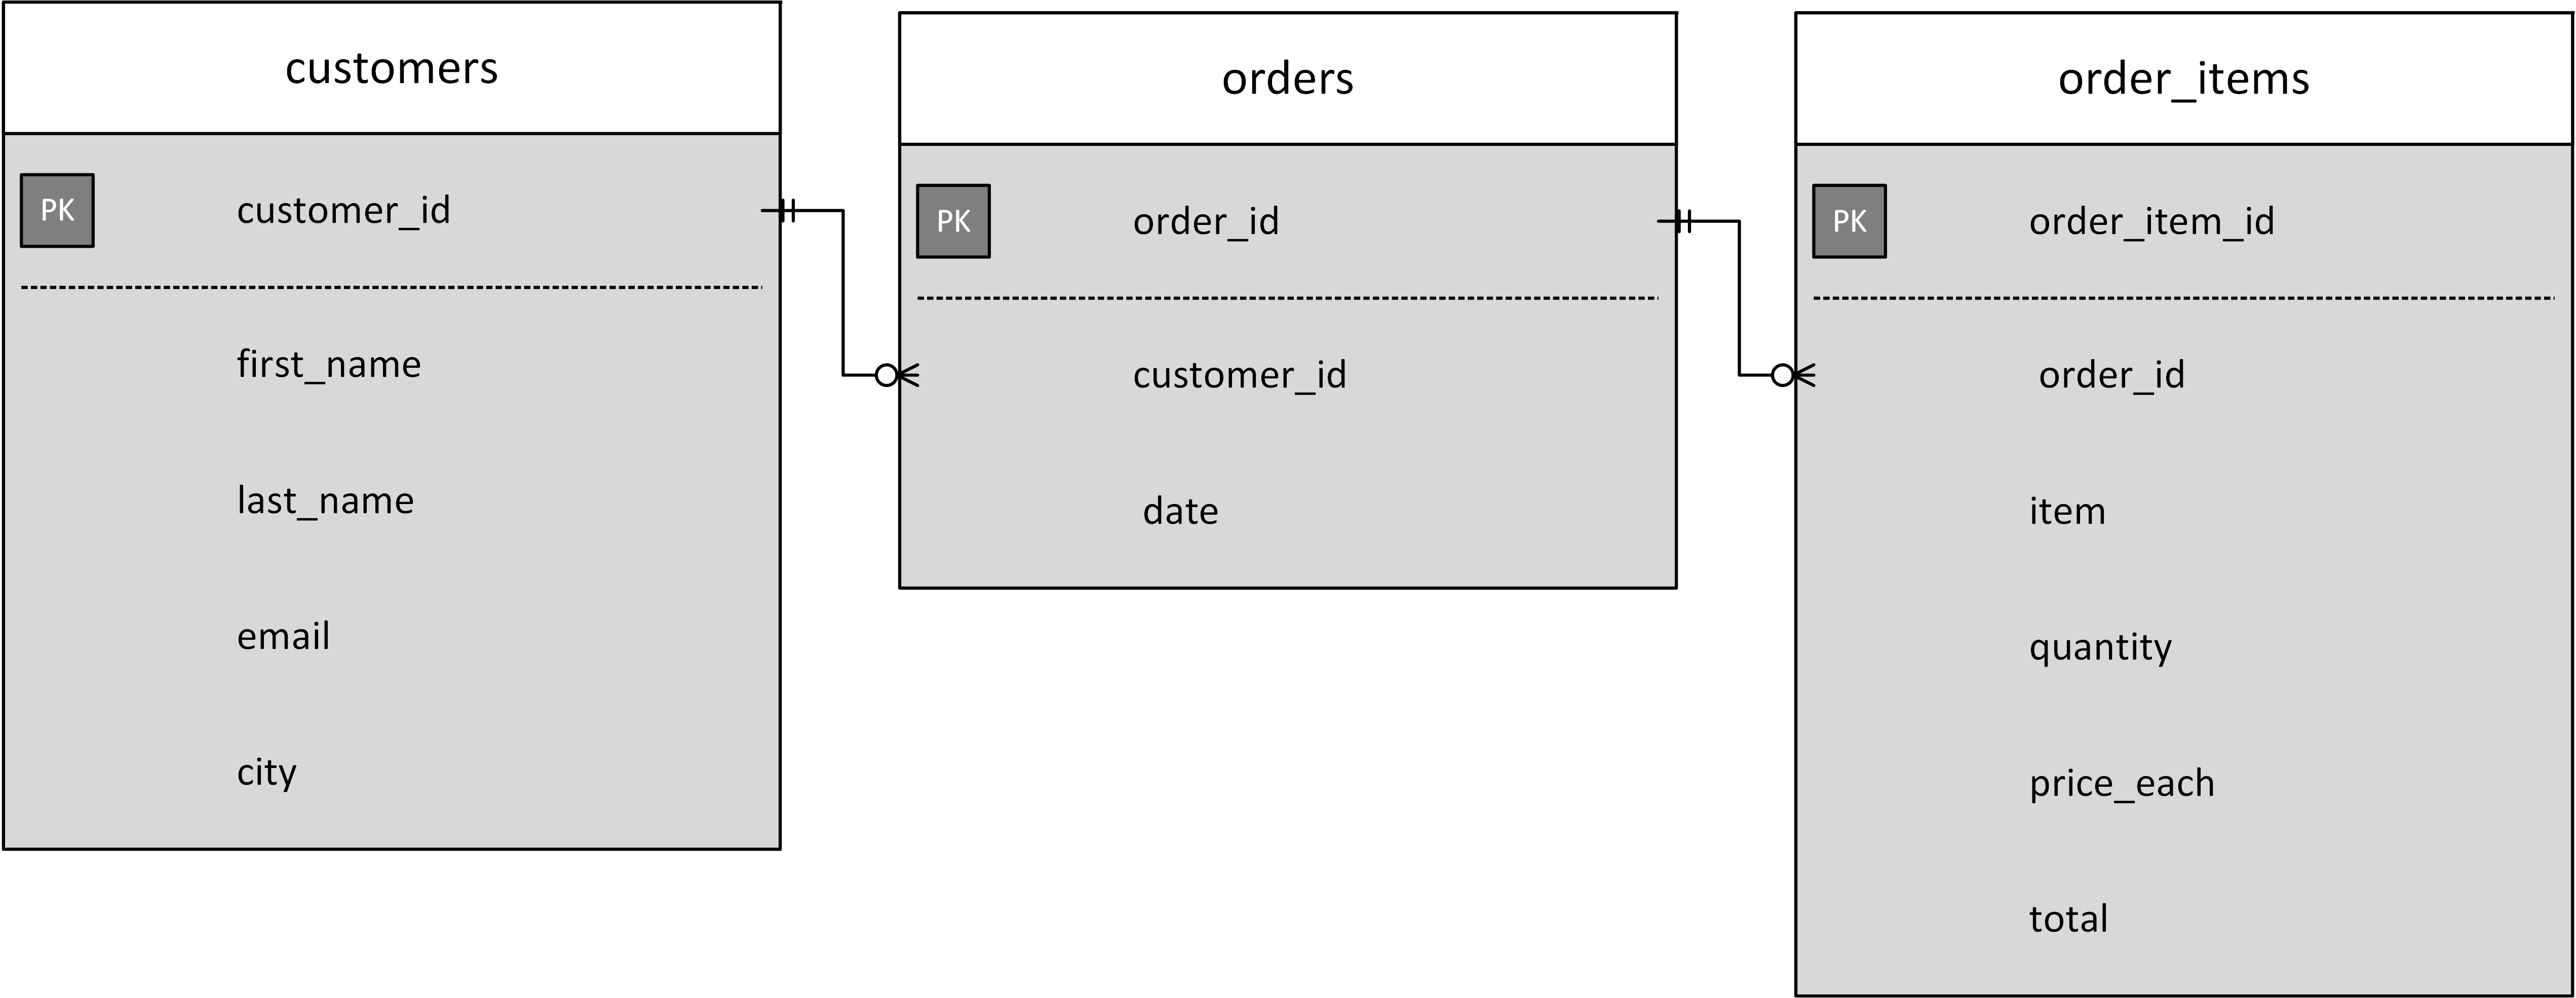 customers
PK
customer_id
first_name
last_name
email
city
orders
PK
order_id
customer_id
date
order_items
PK
order_item_id
order_id
item
quantity
price_each
total